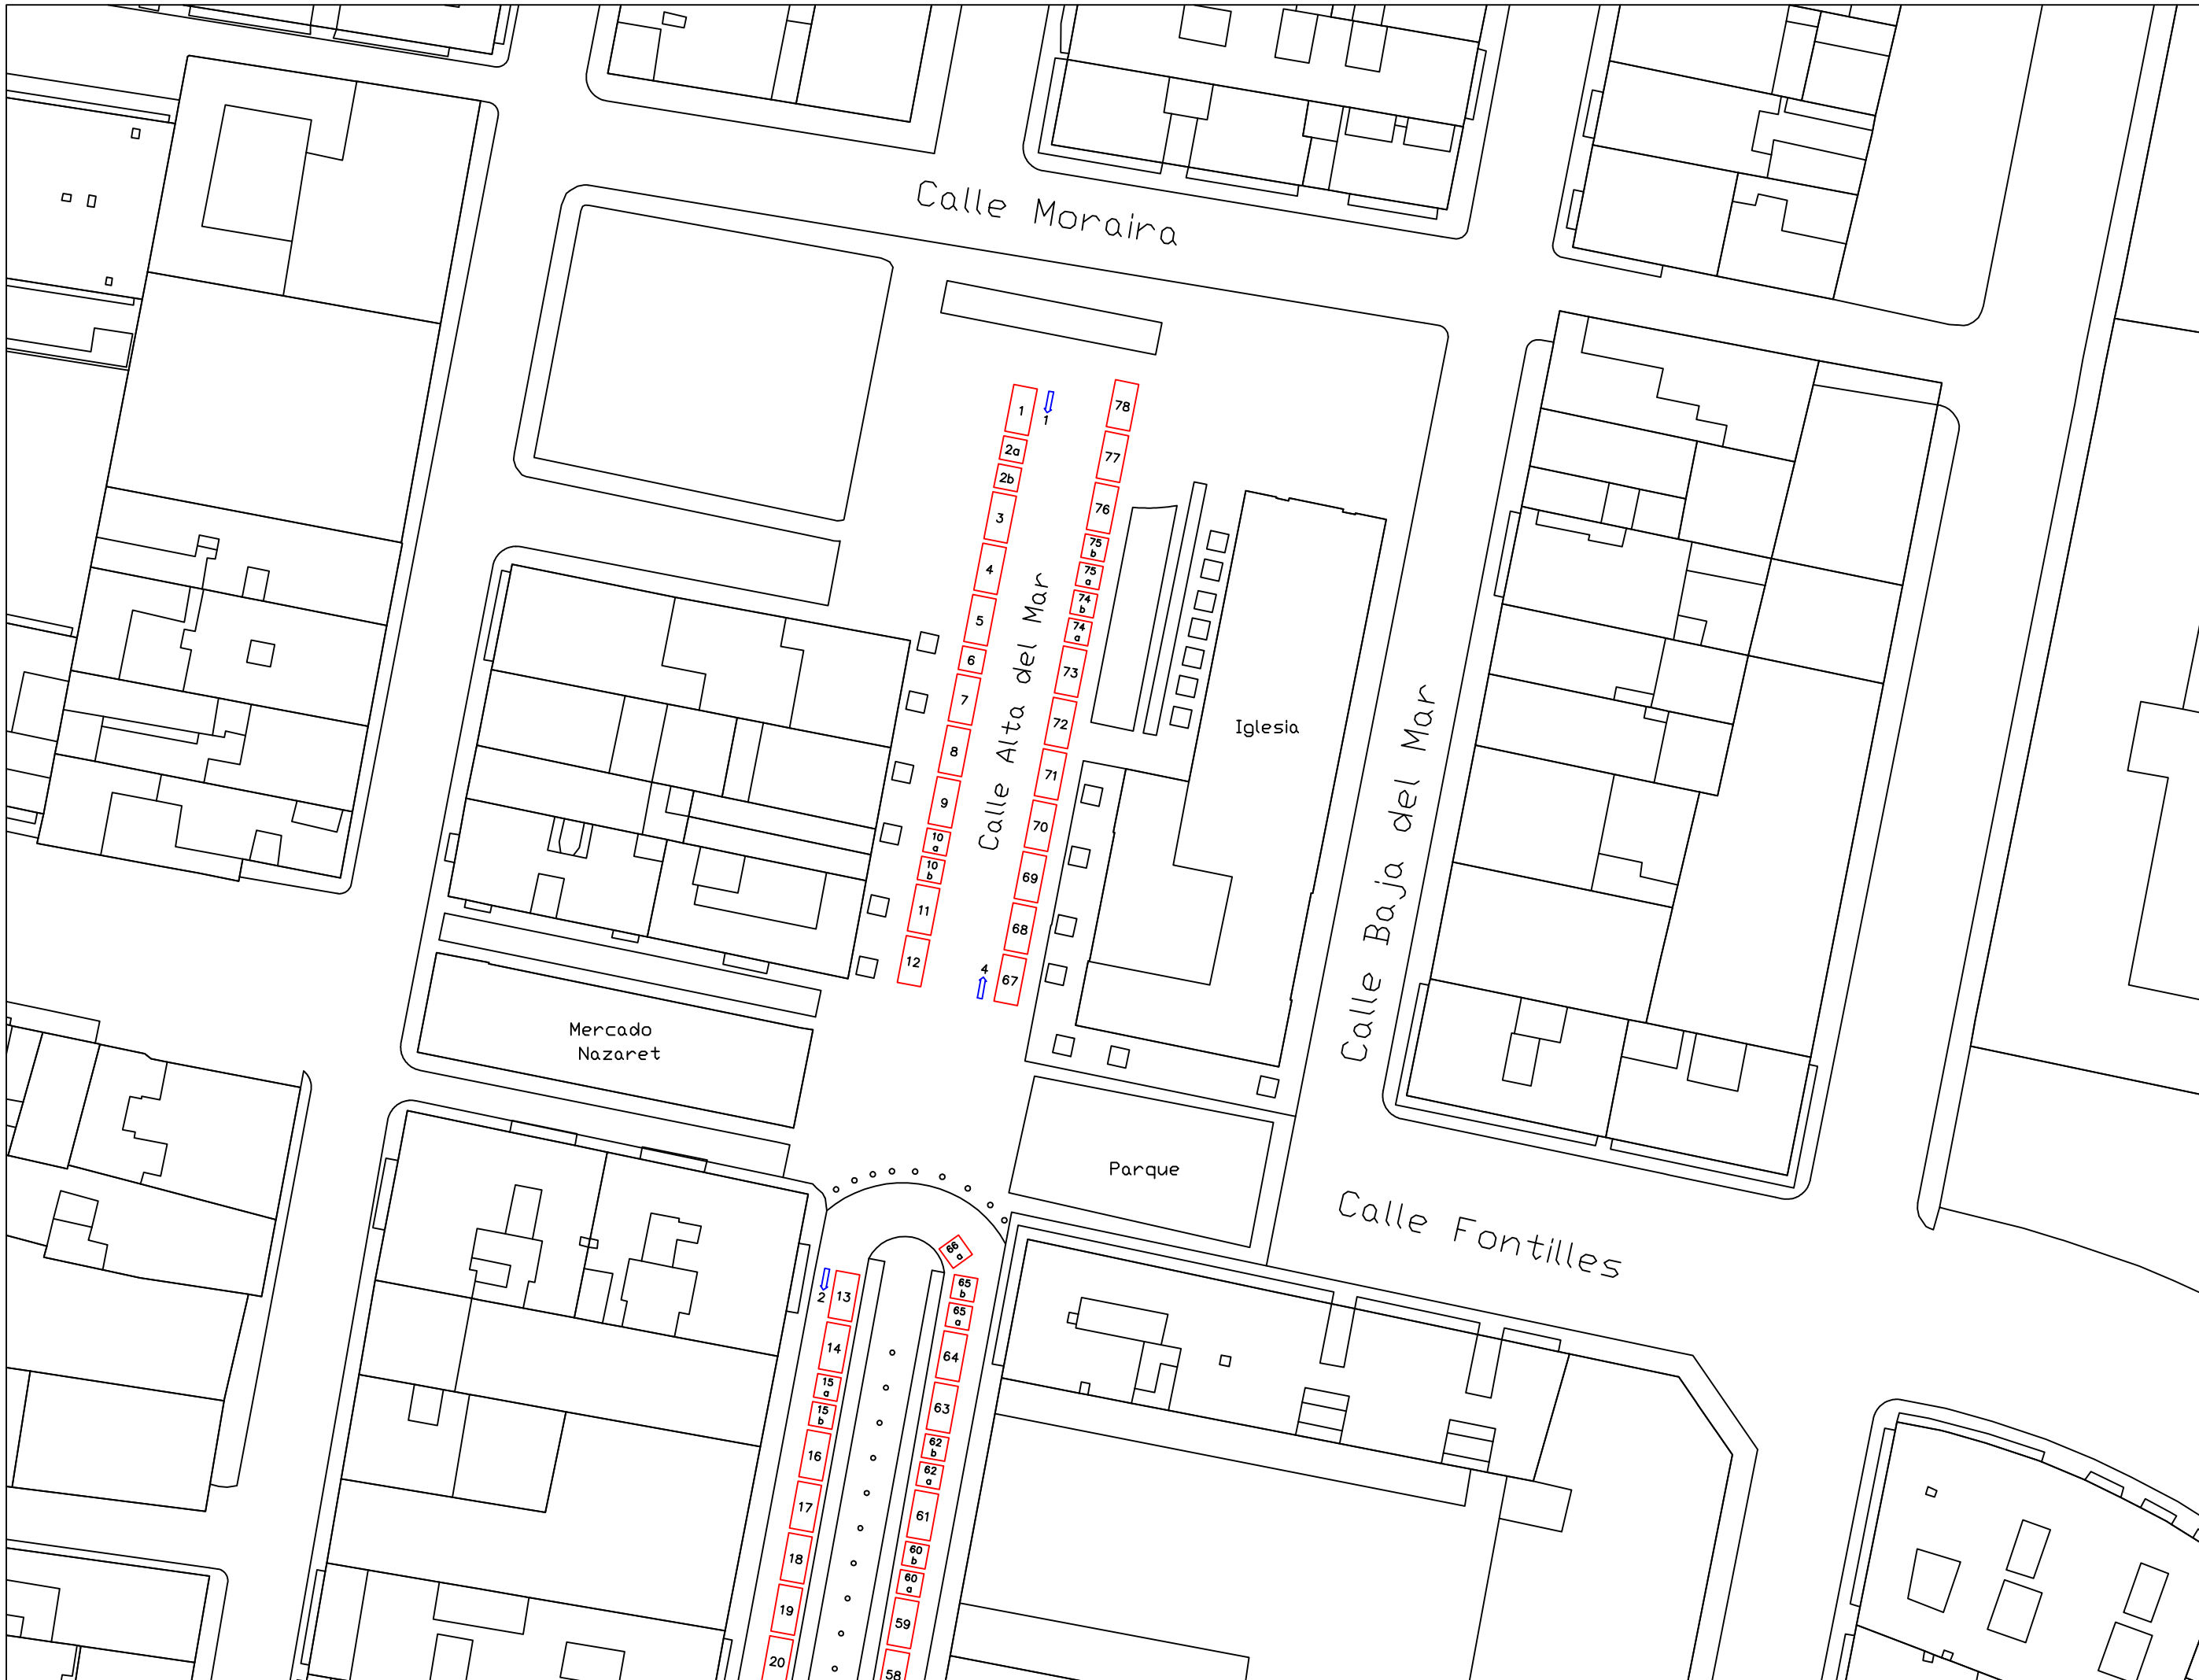 Calle Moraira
1
1
78
2a
77
2b
76
3
75
b
4
75
a
74
b
5
74
a
6
73
7
72
Iglesia
8
71
9
70
10
a
10
b
69
11
68
12
4
67
Calle Alta del Mar
Calle Baja del Mar
Mercado
Nazaret
Parque
Calle Fontilles
66
a
65
b
2
13
65
a
14
64
15
a
63
15
b
62
b
16
62
a
17
61
18
60
b
60
a
19
59
20
58